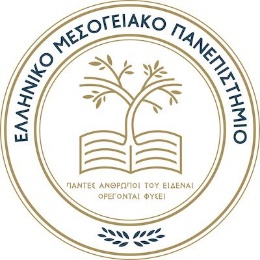 ΕΛΛΗΝΙΚΟ ΜΕΣΟΓΕΙΑΚΟ ΠΑΝΕΠΙΣΤΗΜΙΟ
ΠΑΝΤΕΣ ΑΝΘΡΩΠΟΙ ΤΟΥ ΕΙΔΕΝΑΙ
ΟΡΕΓΟΝΤΑΙ ΦΥΣΕΙ